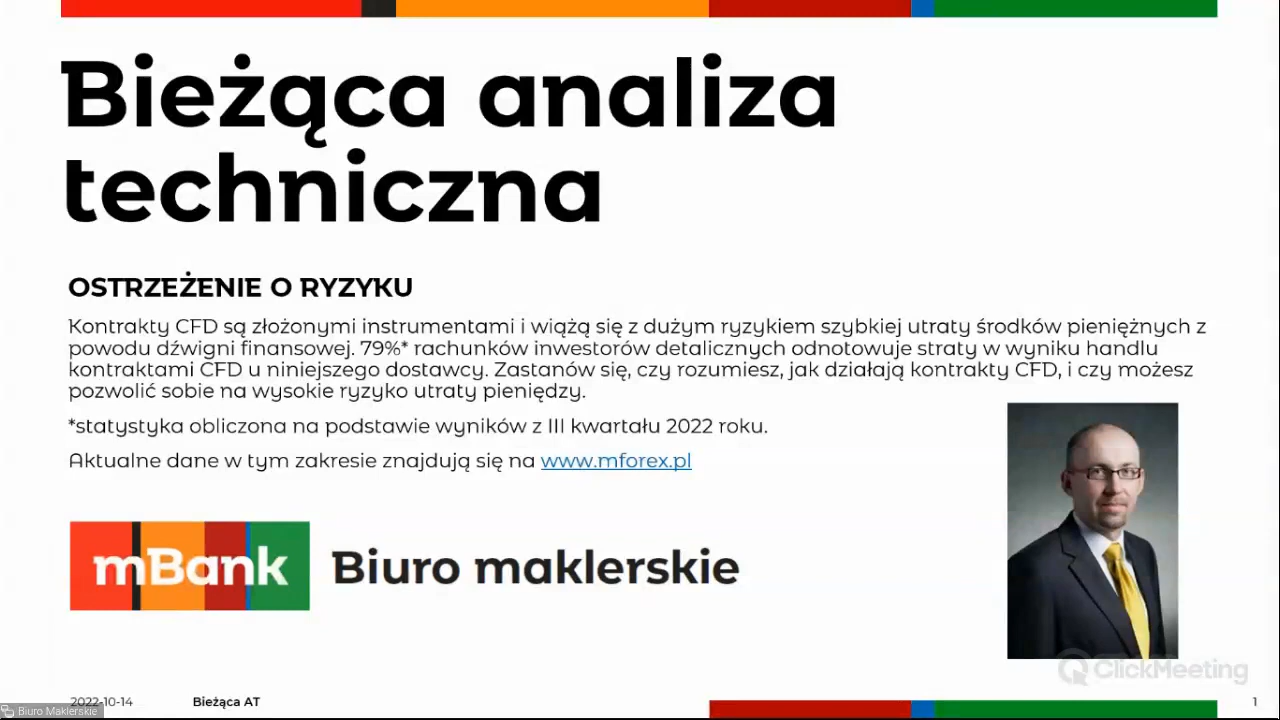 Bieżąca analiza
techniczna
OSTRZEŻENIE O RYZYKU
Kontrakty CFD są złożonymi instrumentami i wiążą się z dużym ryzykiem szybkiej utraty środków pieniężnych z
powodu dźwigni finansowej. 79%* rachunków inwestorów detalicznych odnotowuje straty w wyniku handlu
kontraktami CFD u niniejszego dostawcy. Zastanów się, czy rozumiesz, jak działają kontrakty CFD, i czy możesz
pozwolić sobie na wysokie ryzyko utraty pieniędzy.
*statystyka obliczona na podstawie wyników z III kwartału 2022 roku.
Aktualne dane w tym zakresie znajdują się na www.mforex.pl
mBank Biuro maklerskie
ClickMeeting
2022-10-14 Bieżąca AT 1
Biuro Maklerskie